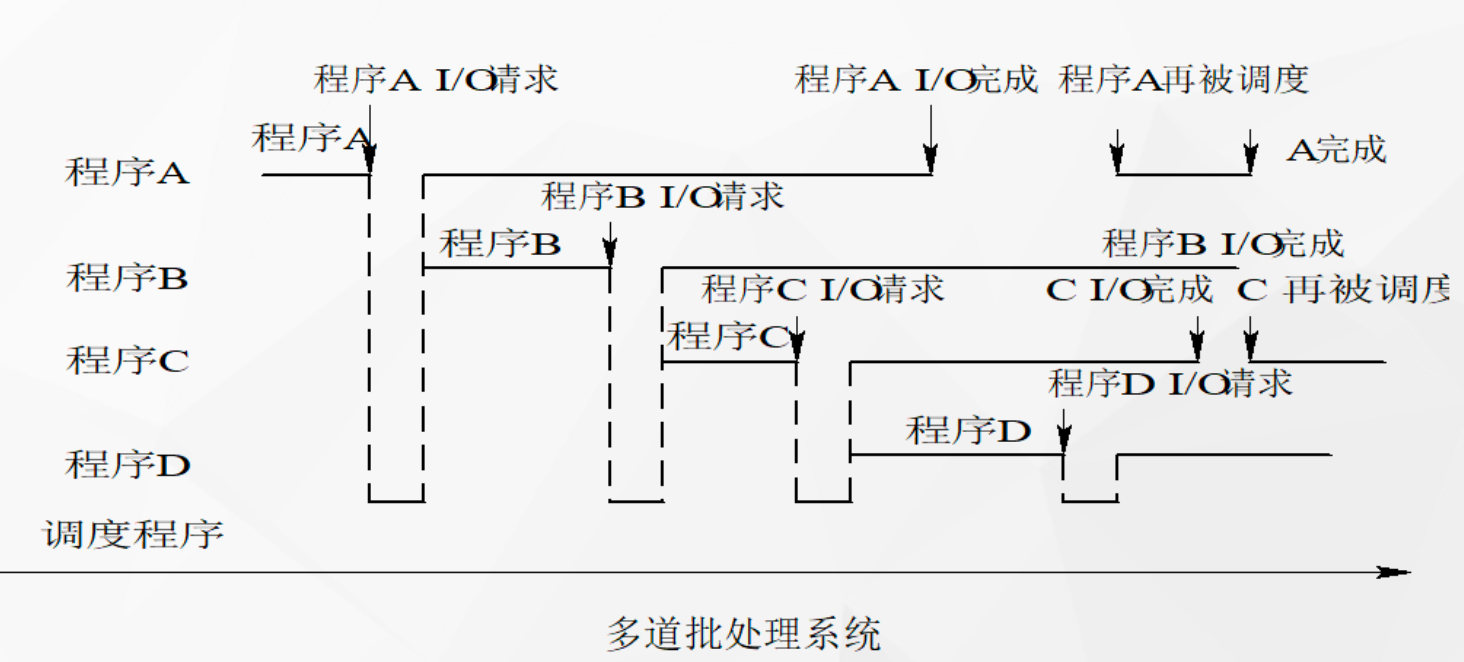 程序A I/O请求
程序A I/O完成
程序A再被调度
程序A
A完成
程序A
程序B I/O请求
程序B
程序B I/O完成
程序B
程序C I/O请求
C I/O完成
C 再被调度
程序C
程序C
程序D I/O请求
程序D
程序D
调度程序
多道批处理系统